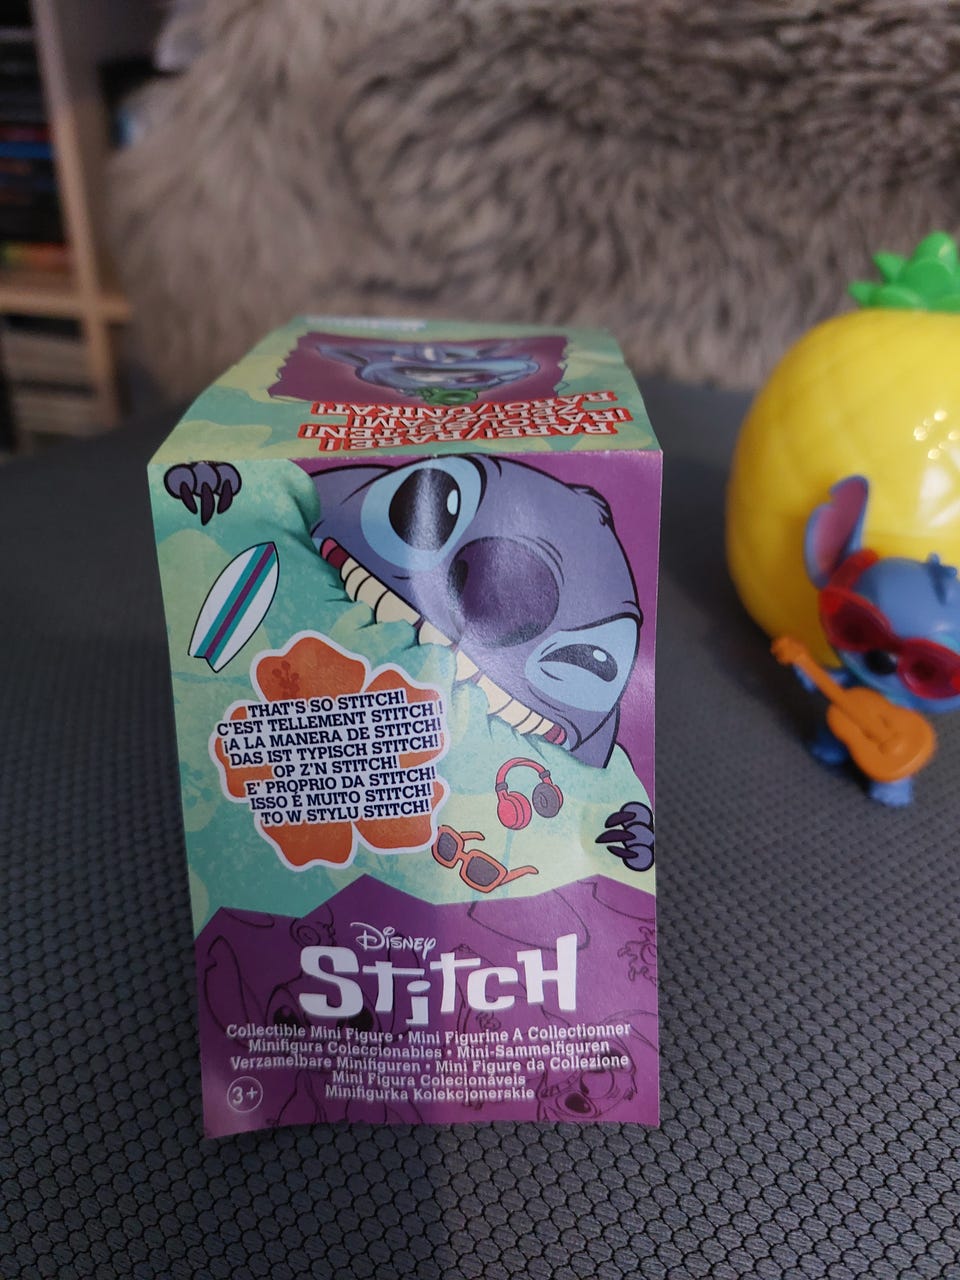 RARE!/RARE
!
THAT'S SO STITCH!
C'EST TELLEMENT STITCH !
¡A LA MANERA DE STITCH!
DAS IST TYPISCH STITCH!
OP Z'N STITCH!
E' PROPRIO DA STITCH!
ISSO É MUITO STITCH!
TO W STYLU STITCH!
Disney
Stitch
Collectible Mini Figure • Mini Figurine A Collectionner
Minifigura Coleccionables • Mini-Sammelfiguren
Verzamelbare Minifiguren • Mini Figure da Collezione
Mini Figura Colecionáveis
Minifigurka Kolekcjonerskie
3+